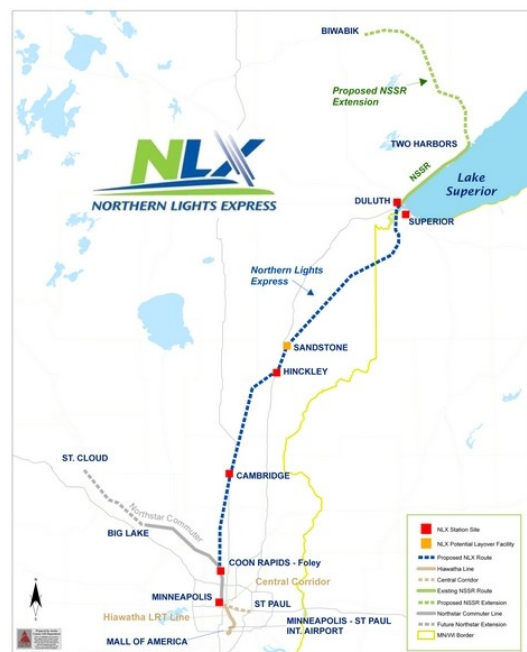 BIWABIK
Proposed NSSR
Extension
TWO HARBORS
NLX
NORTHERN LIGHTS EXPRESS
NSSR
Lake
Superior
DULUTH
SUPERIOR
Northern Lights
Express
SANDSTONE
HINCKLEY
ST. CLOUD
CAMBRIDGE
Northstar Commuter
BIG LAKE
COON RAPIDS - Foley
Central Corridor
MINNEAPOLIS
ST PAUL
Hiawatha LRT Line
MINNEAPOLIS - ST PAUL
INT. AIRPORT
MALL OF AMERICA
NLX Station Site
NLX Potential Layover Facility
Proposed NLX Route
Hiawatha Line
Central Corridor
Existing NSSR Route
Proposed NSSR Extension
Northstar Commuter Line
Future Northstar Extension
MN/WI Border